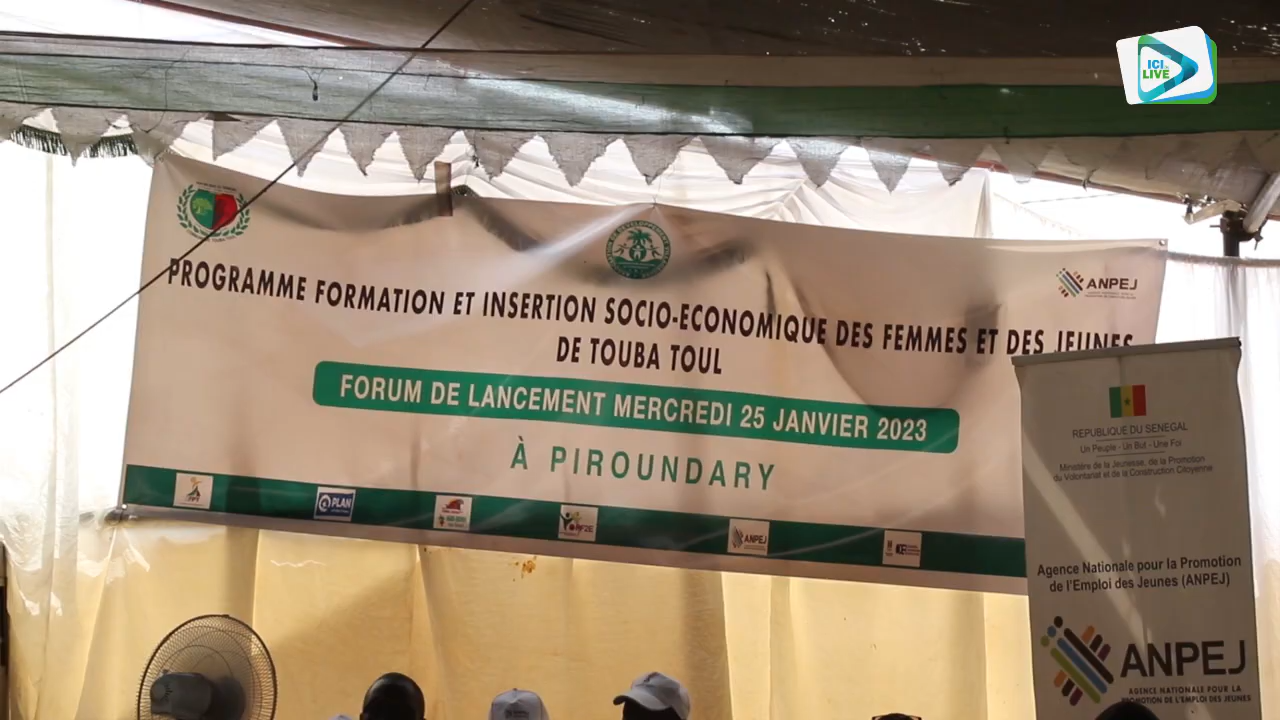 ICI
LIVE
TOUBA TOUL
ANPEJ
PROGRAMME FORMATION ET INSERTION SOCIO-ECONOMIQUE DES FEMMES ET DES JEUNES
DE TOUBA TOUL
FORUM DE LANCEMENT MERCREDI 25 JANVIER 2023
À PIROUNDARY
PLAN
ANPEJ
REPUBLIQUE DU SENEGAL
Un Peuple - Un But - Une Foi
Ministère de la Jeunesse, de la Promotion
du Volontariat et de la Construction Citoyenne
Agence Nationale pour la Promotion
de l'Emploi des Jeunes (ANPEJ)
ANPEJ
AGENCE NATIONALE POUR LA
PROMOTION DE L'EMPLOI DES JEUNES